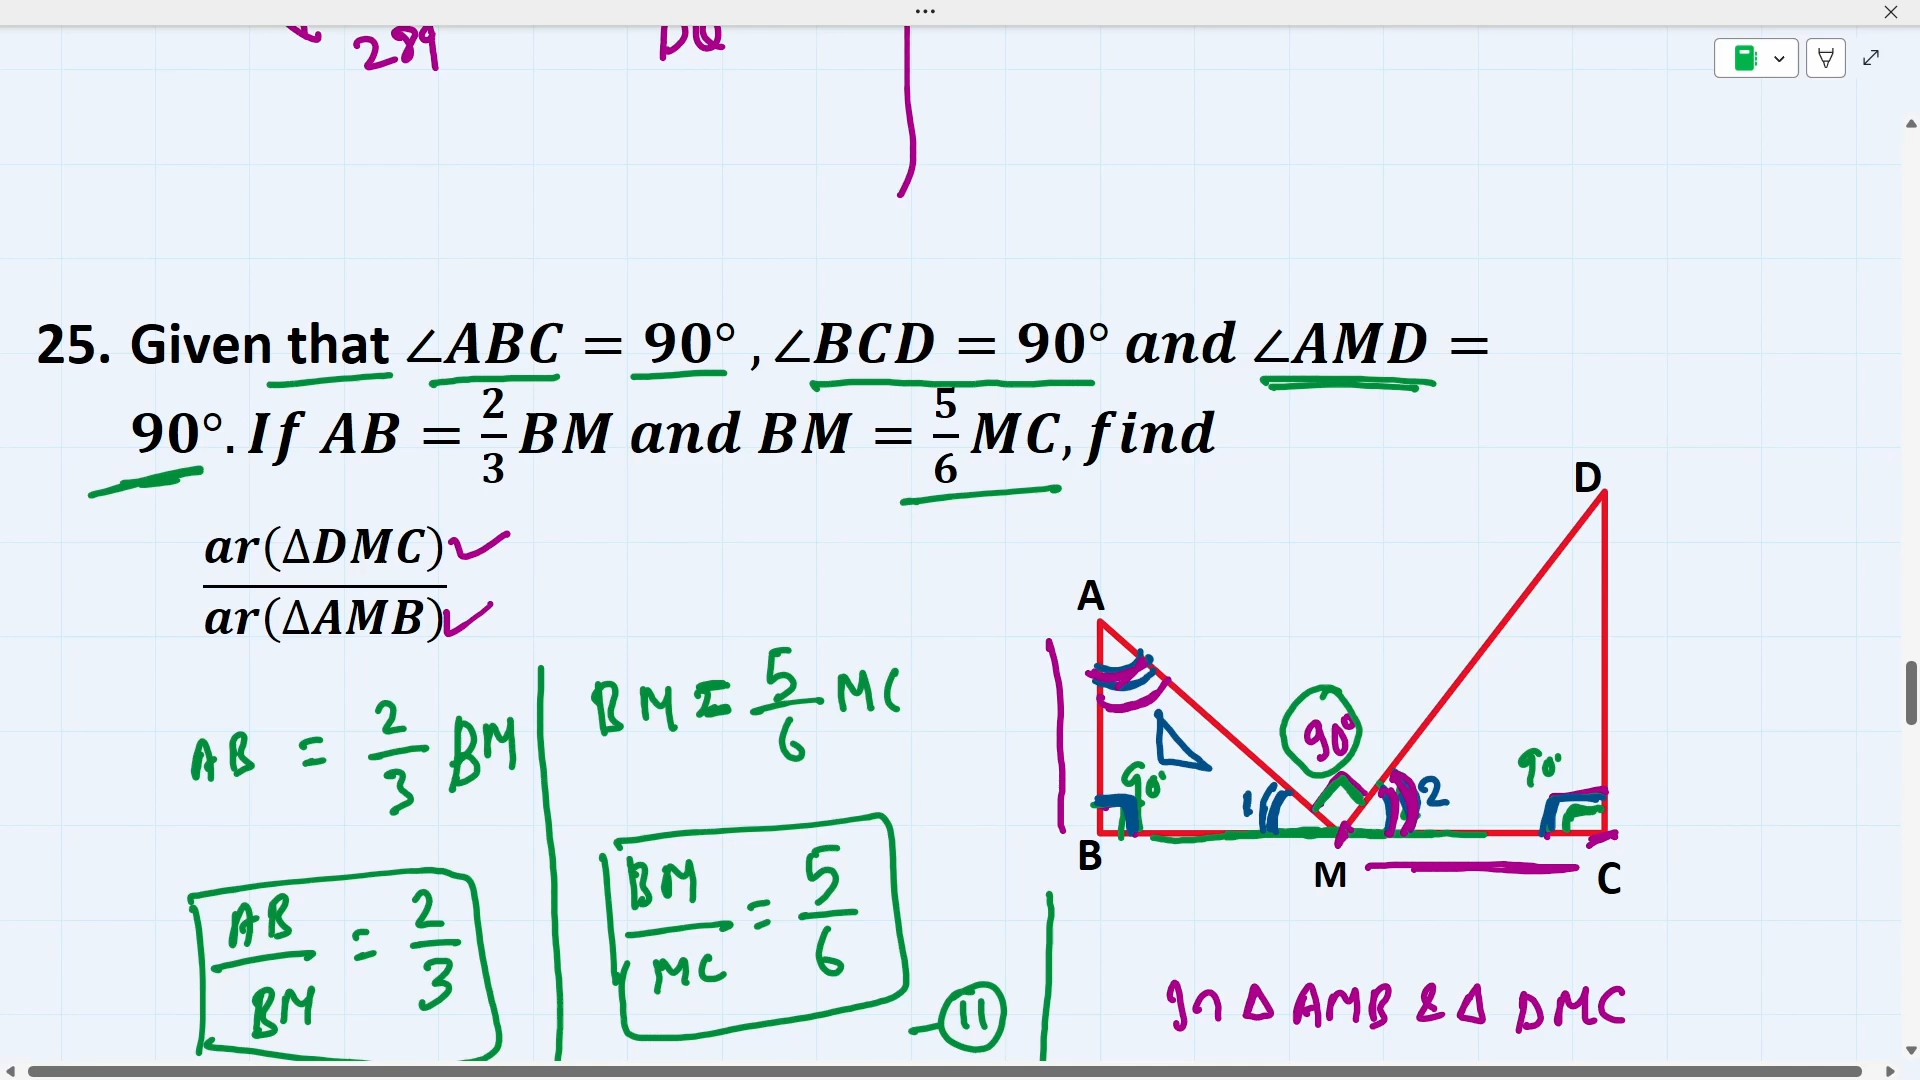 289
DQ
25. Given that ∠ABC = 90°, ∠BCD = 90° and ∠AMD =
90°. If AB = 2/3 BM and BM = 5/6 MC, find
ar(ΔDMC)
ar(ΔAMB)
AB = 2/3 BM
BM = 5/6 MC
AB/BM = 2/3
BM/MC = 5/6
11
D
A
90°
90°
90°
1
2
B
M
C
In Δ AMB & Δ DMC